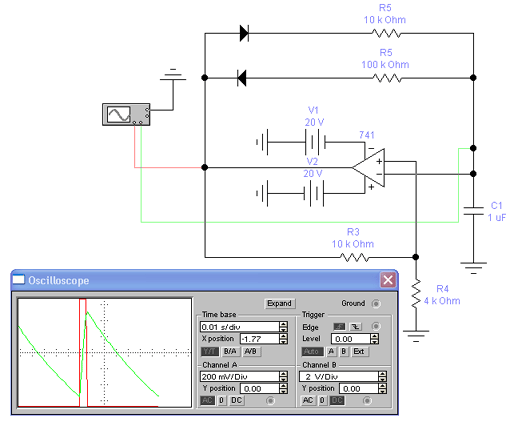 R5
10 k Ohm
R5
100 k Ohm
V1
20 V
741
V2
20 V
C1
1 uF
R3
10 k Ohm
R4
4 k Ohm
Oscilloscope
Expand
Ground
Time base
0.01 s/div
X position -1.77
Y/T B/A A/B
Trigger
Edge
Level 0.00
Auto A B Ext
Channel A
200 mV/Div
Y position 0.00
AC 0 DC
Channel B
2 V/Div
Y position 0.00
AC 0 DC